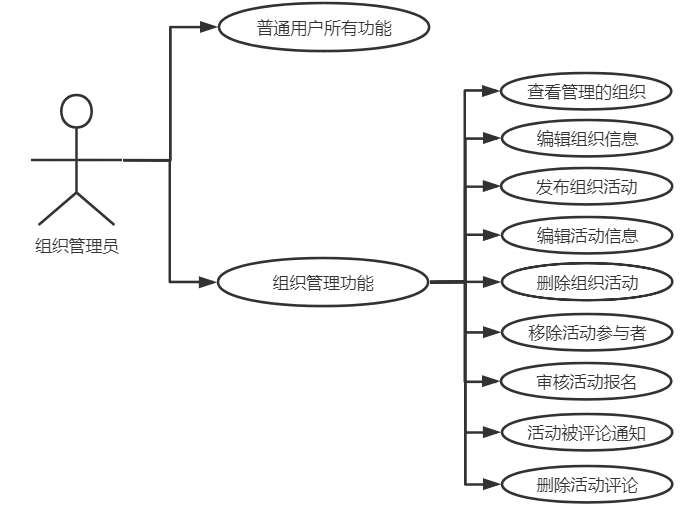 普通用户所有功能
组织管理员
组织管理功能
查看管理的组织
编辑组织信息
发布组织活动
编辑活动信息
删除组织活动
移除活动参与者
审核活动报名
活动被评论通知
删除活动评论